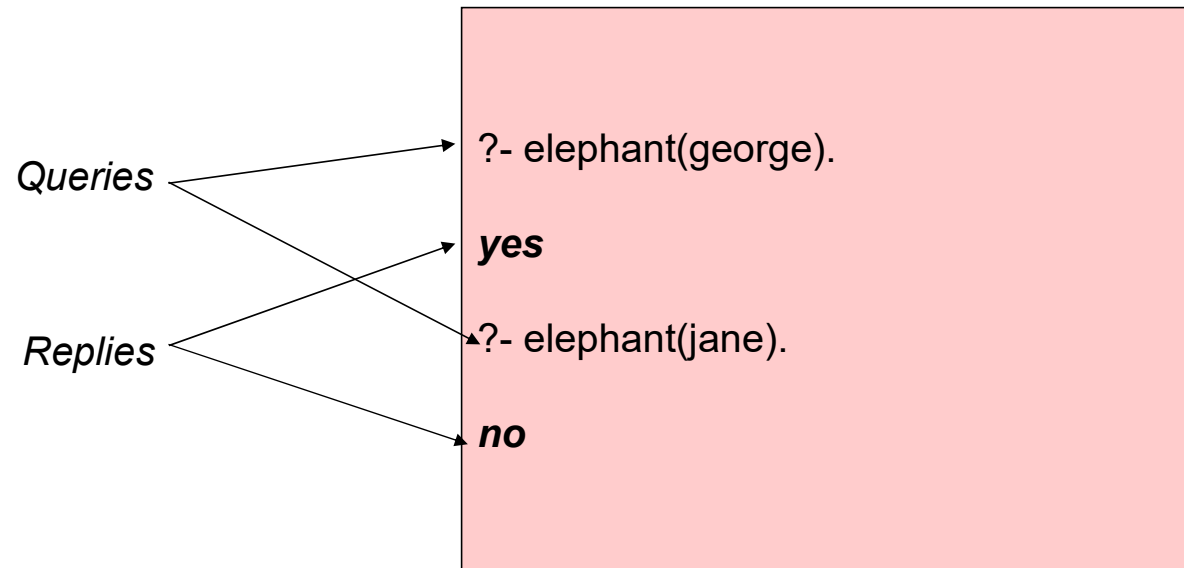 ?- elephant(george).
Queries
yes
?- elephant(jane).
Replies
no